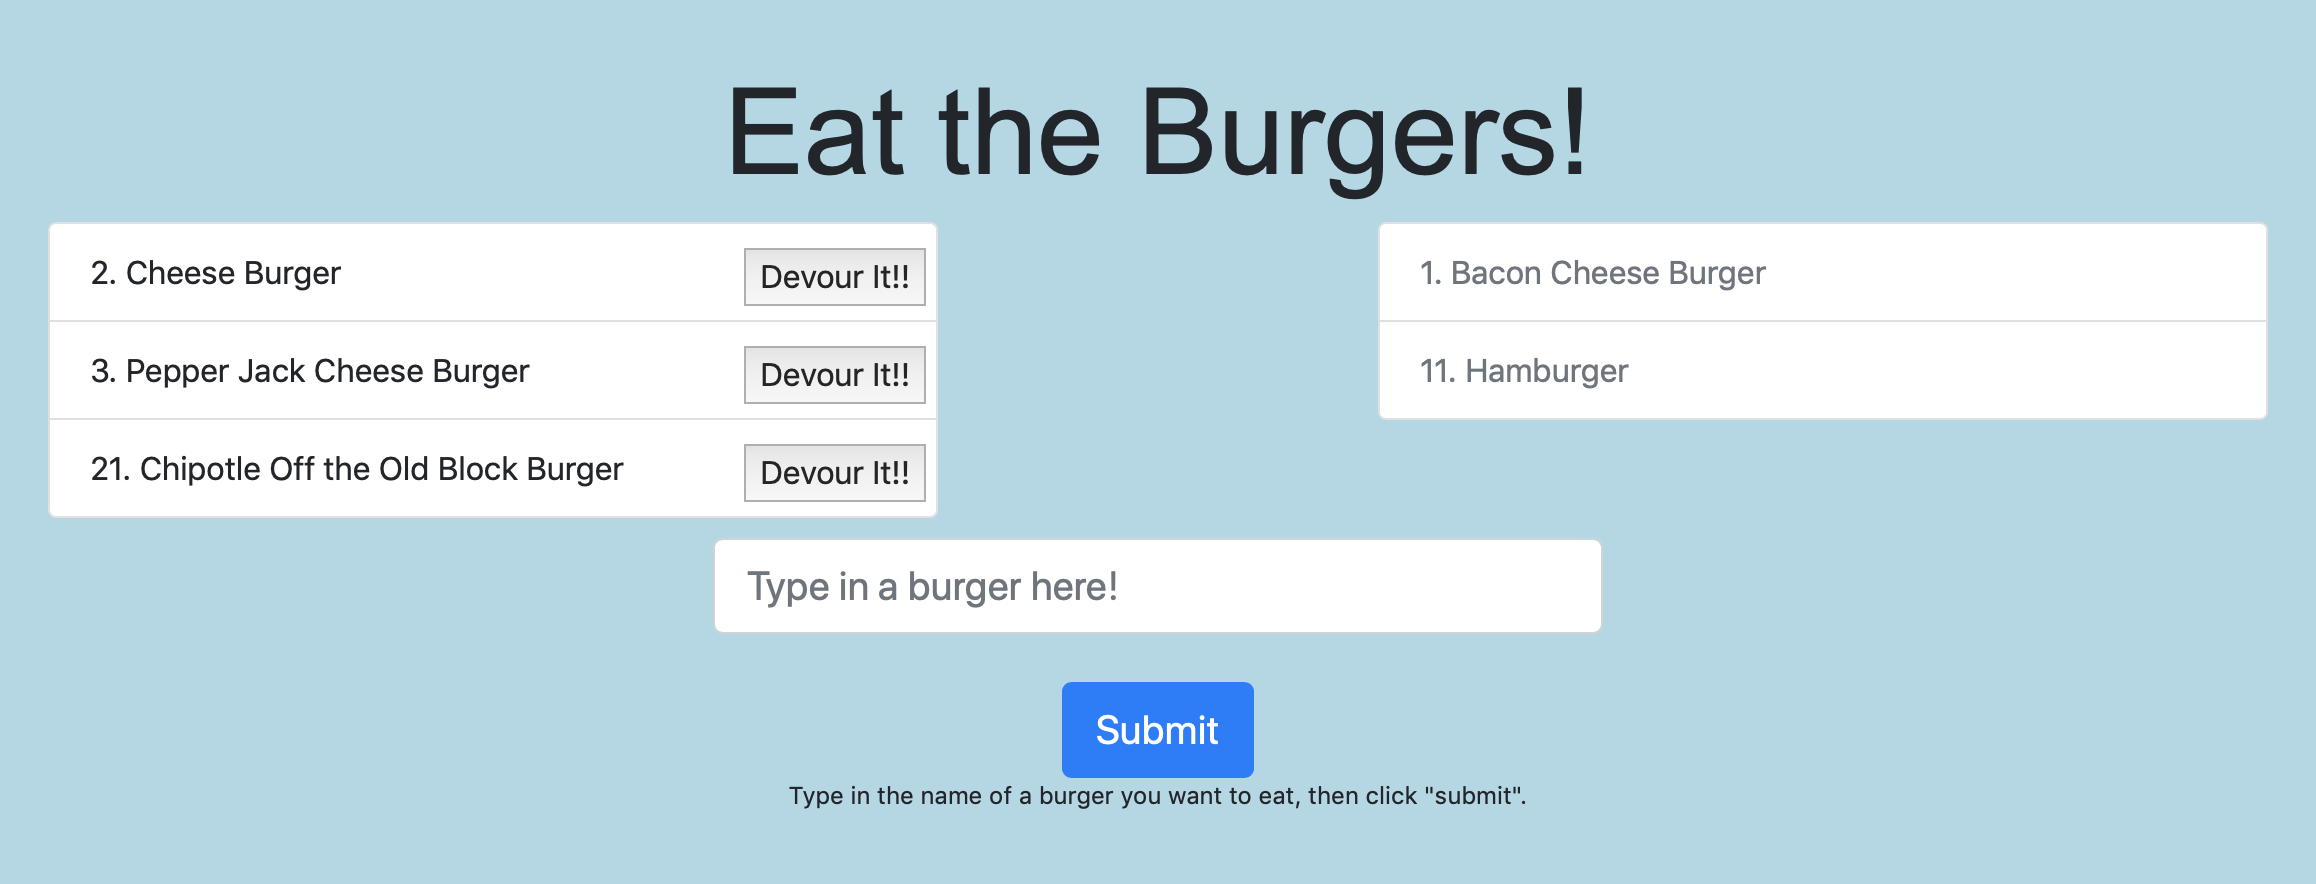 Eat the Burgers!
2. Cheese Burger
Devour It!!
3. Pepper Jack Cheese Burger
Devour It!!
21. Chipotle Off the Old Block Burger
Devour It!!
1. Bacon Cheese Burger
11. Hamburger
Type in a burger here!
Submit
Type in the name of a burger you want to eat, then click "submit".